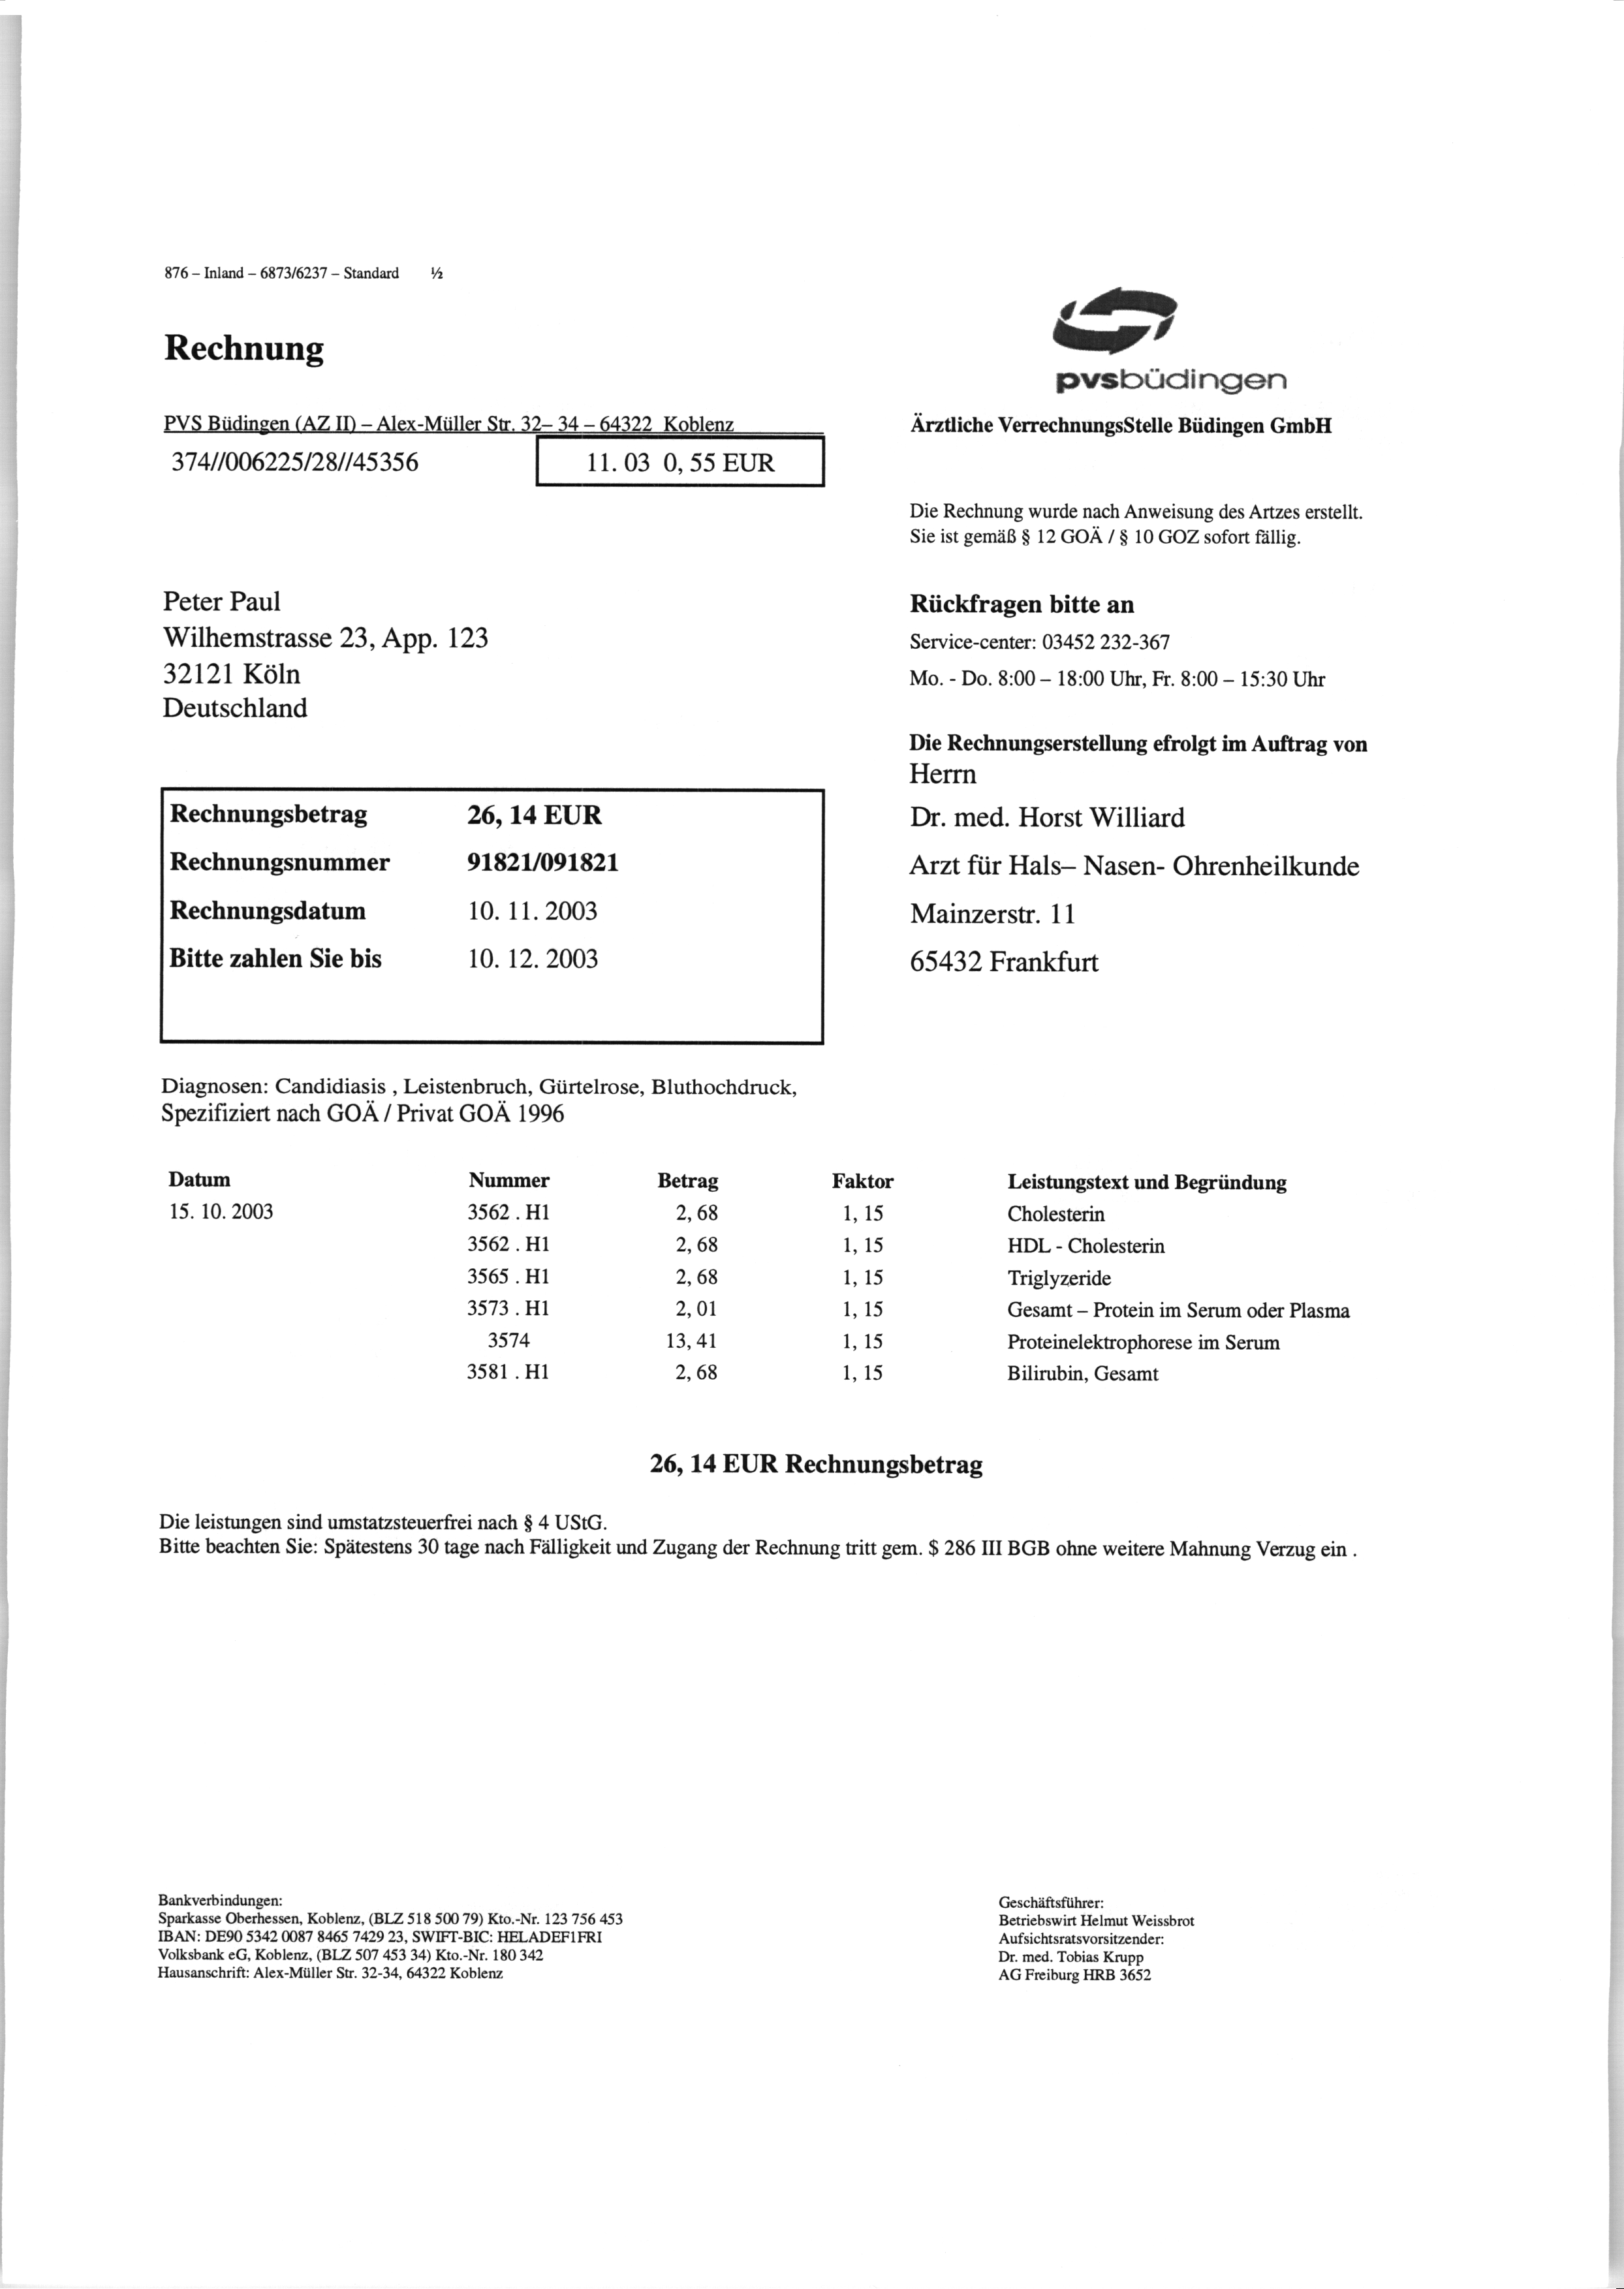 876 – Inland – 6873/6237 – Standard ½
Rechnung
pvsbüdingen
PVS Büdingen (AZ II) – Alex-Müller Str. 32– 34 – 64322 Koblenz
374//006225/28//45356
11. 03 0, 55 EUR
Ärztliche VerrechnungsStelle Büdingen GmbH
Die Rechnung wurde nach Anweisung des Artzes erstellt.
Sie ist gemäß § 12 GOÄ / § 10 GOZ sofort fällig.
Peter Paul
Wilhemstrasse 23, App. 123
32121 Köln
Deutschland
Rückfragen bitte an
Service-center: 03452 232-367
Mo. - Do. 8:00 – 18:00 Uhr, Fr. 8:00 – 15:30 Uhr
Die Rechnungserstellung efrolgt im Auftrag von
Herrn
Dr. med. Horst Williard
Arzt für Hals– Nasen- Ohrenheilkunde
Mainzerstr. 11
65432 Frankfurt
Rechnungsbetrag 26, 14 EUR
Rechnungsnummer 91821/091821
Rechnungsdatum 10. 11. 2003
Bitte zahlen Sie bis 10. 12. 2003
Diagnosen: Candidiasis , Leistenbruch, Gürtelrose, Bluthochdruck,
Spezifiziert nach GOÄ / Privat GOÄ 1996
Datum Nummer Betrag Faktor Leistungstext und Begründung
15. 10. 2003 3562 . H1 2, 68 1, 15 Cholesterin
3562 . H1 2, 68 1, 15 HDL - Cholesterin
3565 . H1 2, 68 1, 15 Triglyzeride
3573 . H1 2, 01 1, 15 Gesamt – Protein im Serum oder Plasma
3574 13, 41 1, 15 Proteinelektrophorese im Serum
3581 . H1 2, 68 1, 15 Bilirubin, Gesamt
26, 14 EUR Rechnungsbetrag
Die leistungen sind umstatzsteuerfrei nach § 4 UStG.
Bitte beachten Sie: Spätestens 30 tage nach Fälligkeit und Zugang der Rechnung tritt gem. $ 286 III BGB ohne weitere Mahnung Verzug ein .
Bankverbindungen:
Sparkasse Oberhessen, Koblenz, (BLZ 518 500 79) Kto.-Nr. 123 756 453
IBAN: DE90 5342 0087 8465 7429 23, SWIFT-BIC: HELADEF1FRI
Volksbank eG, Koblenz, (BLZ 507 453 34) Kto.-Nr. 180 342
Hausanschrift: Alex-Müller Str. 32-34, 64322 Koblenz
Geschäftsführer:
Betriebswirt Helmut Weissbrot
Aufsichtsratsvorsitzender:
Dr. med. Tobias Krupp
AG Freiburg HRB 3652